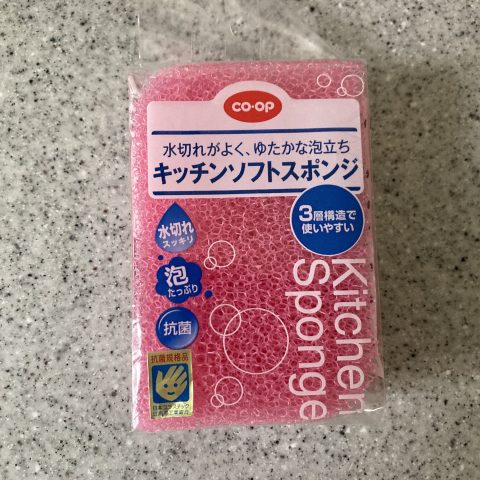 CO・OP
水切れがよく、ゆたかな泡立ち
キッチンソフトスポンジ
3層構造で
使いやすい
水切れ
スッキリ
泡
たっぷり
抗菌
抗菌規格品
Kitchen
Sponge